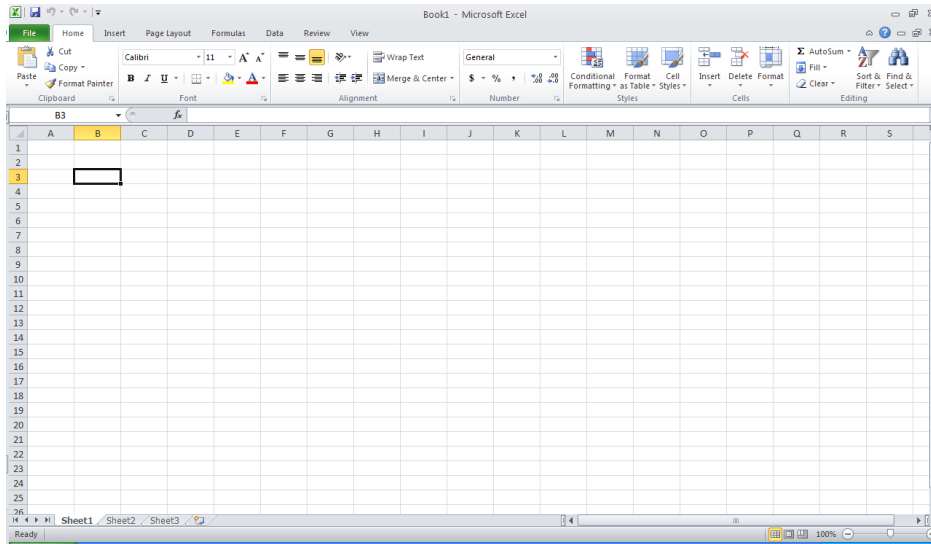 Book1 - Microsoft Excel
File Home Insert Page Layout Formulas Data Review View
Cut
Copy
Format Painter
Paste
Clipboard
Calibri 11
B I U A
Font
Wrap Text
Merge & Center
Alignment
General
$ % ,
Number
Conditional Formatting
Format as Table
Cell Styles
Styles
Insert Delete Format
Cells
Σ AutoSum
Fill
Clear
Sort & Filter
Find & Select
Editing
B3 fx
A B C D E F G H I J K L M N O P Q R S
1
2
3
4
5
6
7
8
9
10
11
12
13
14
15
16
17
18
19
20
21
22
23
24
25
26
Sheet1 Sheet2 Sheet3
Ready 100%